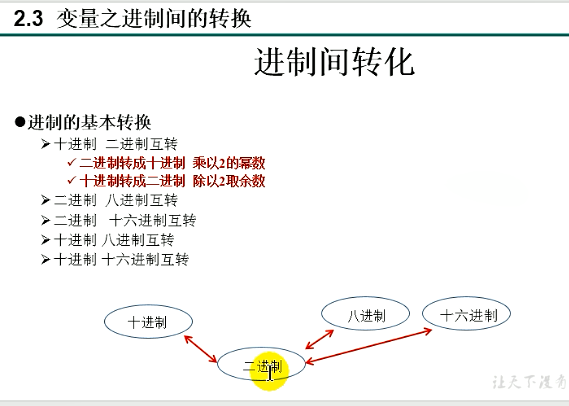 2.3 变量之进制间的转换
进制间转化
●进制的基本转换
➢十进制 二进制互转
✓二进制转成十进制 乘以2的幂数
✓十进制转成二进制 除以2取余数
➢二进制 八进制互转
➢二进制 十六进制互转
➢十进制 八进制互转
➢十进制 十六进制互转
十进制
八进制
十六进制
二进制
让天下没有